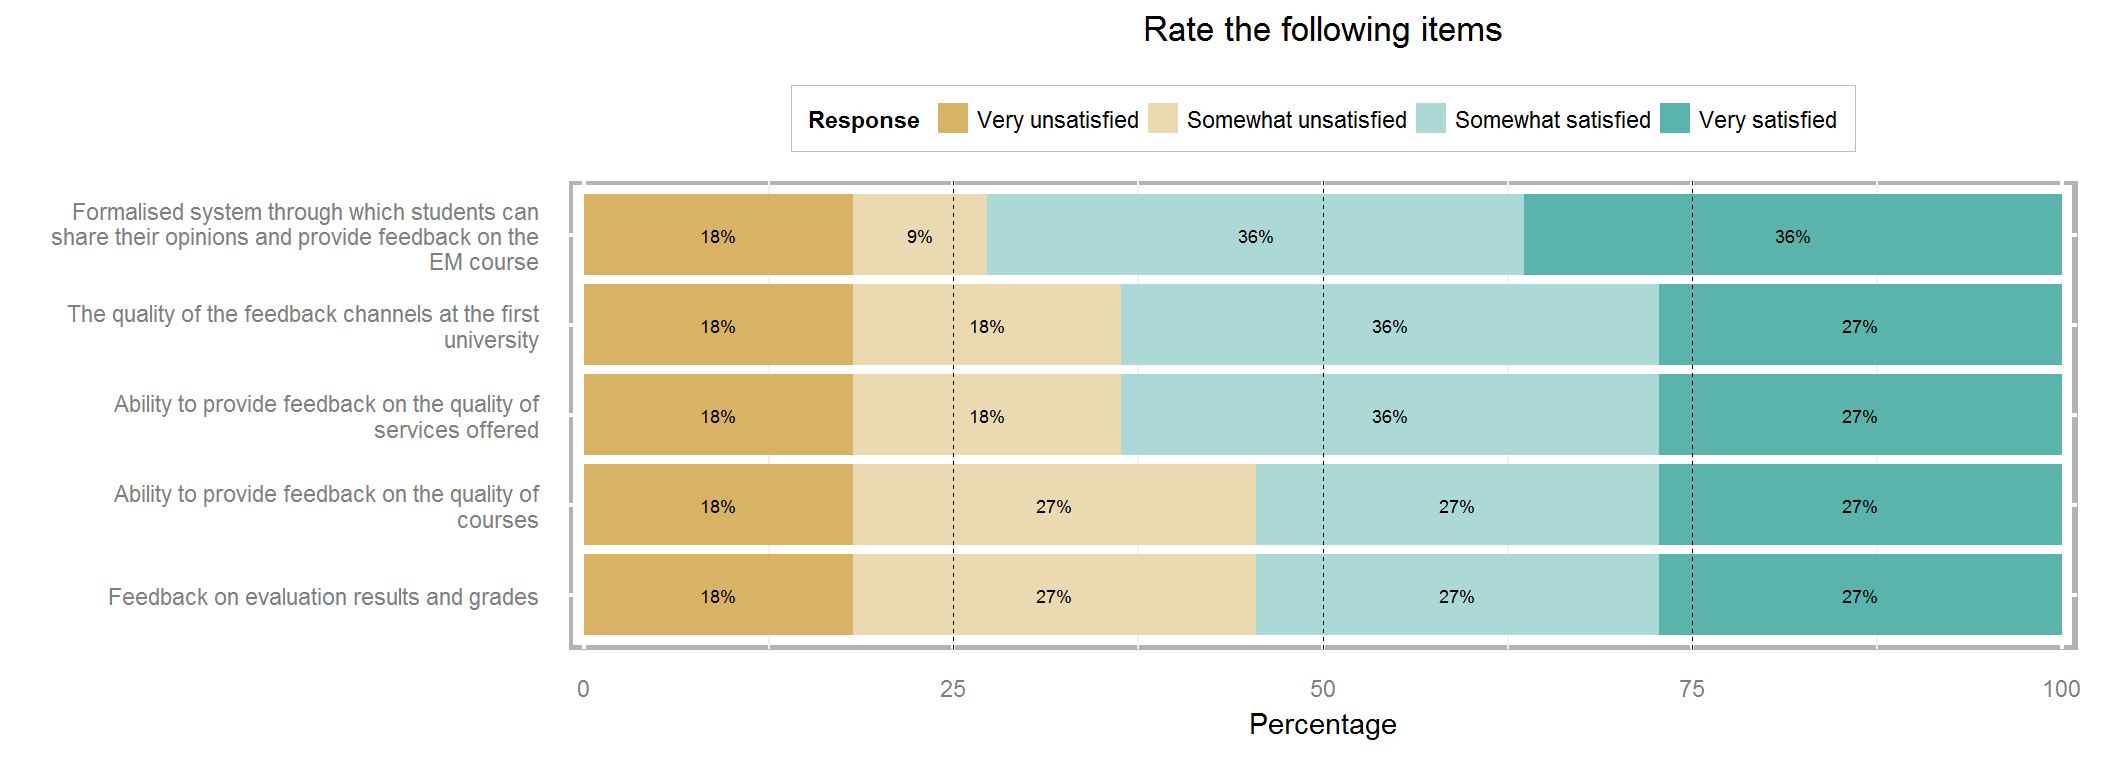 Rate the following items
Response Very unsatisfied Somewhat unsatisfied Somewhat satisfied Very satisfied
Formalised system through which students can
share their opinions and provide feedback on the
EM course
18% 9% 36% 36%
The quality of the feedback channels at the first
university
18% 18% 36% 27%
Ability to provide feedback on the quality of
services offered
18% 18% 36% 27%
Ability to provide feedback on the quality of
courses
18% 27% 27% 27%
Feedback on evaluation results and grades
18% 27% 27% 27%
0 25 50 75 100
Percentage